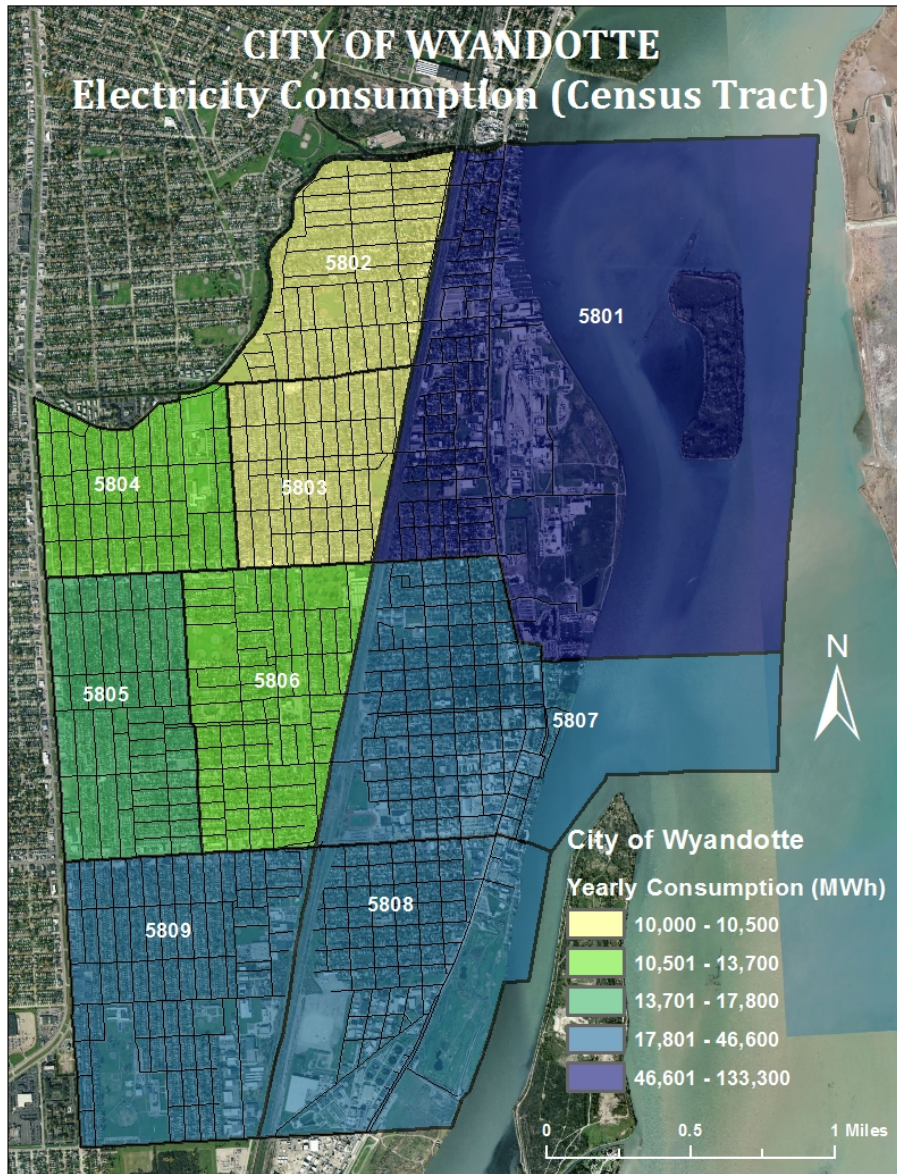 CITY OF WYANDOTTE
Electricity Consumption (Census Tract)
5802
5801
5804
5803
5805
5806
5807
5809
5808
N
City of Wyandotte
Yearly Consumption (MWh)
10,000 - 10,500
10,501 - 13,700
13,701 - 17,800
17,801 - 46,600
46,601 - 133,300
0 0.5 1 Miles